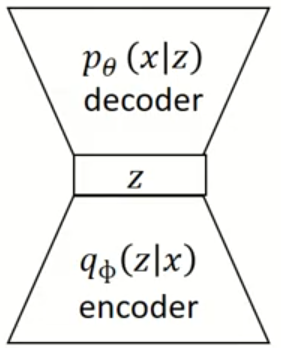 pθ(x|z)
decoder
z
qϕ(z|x)
encoder